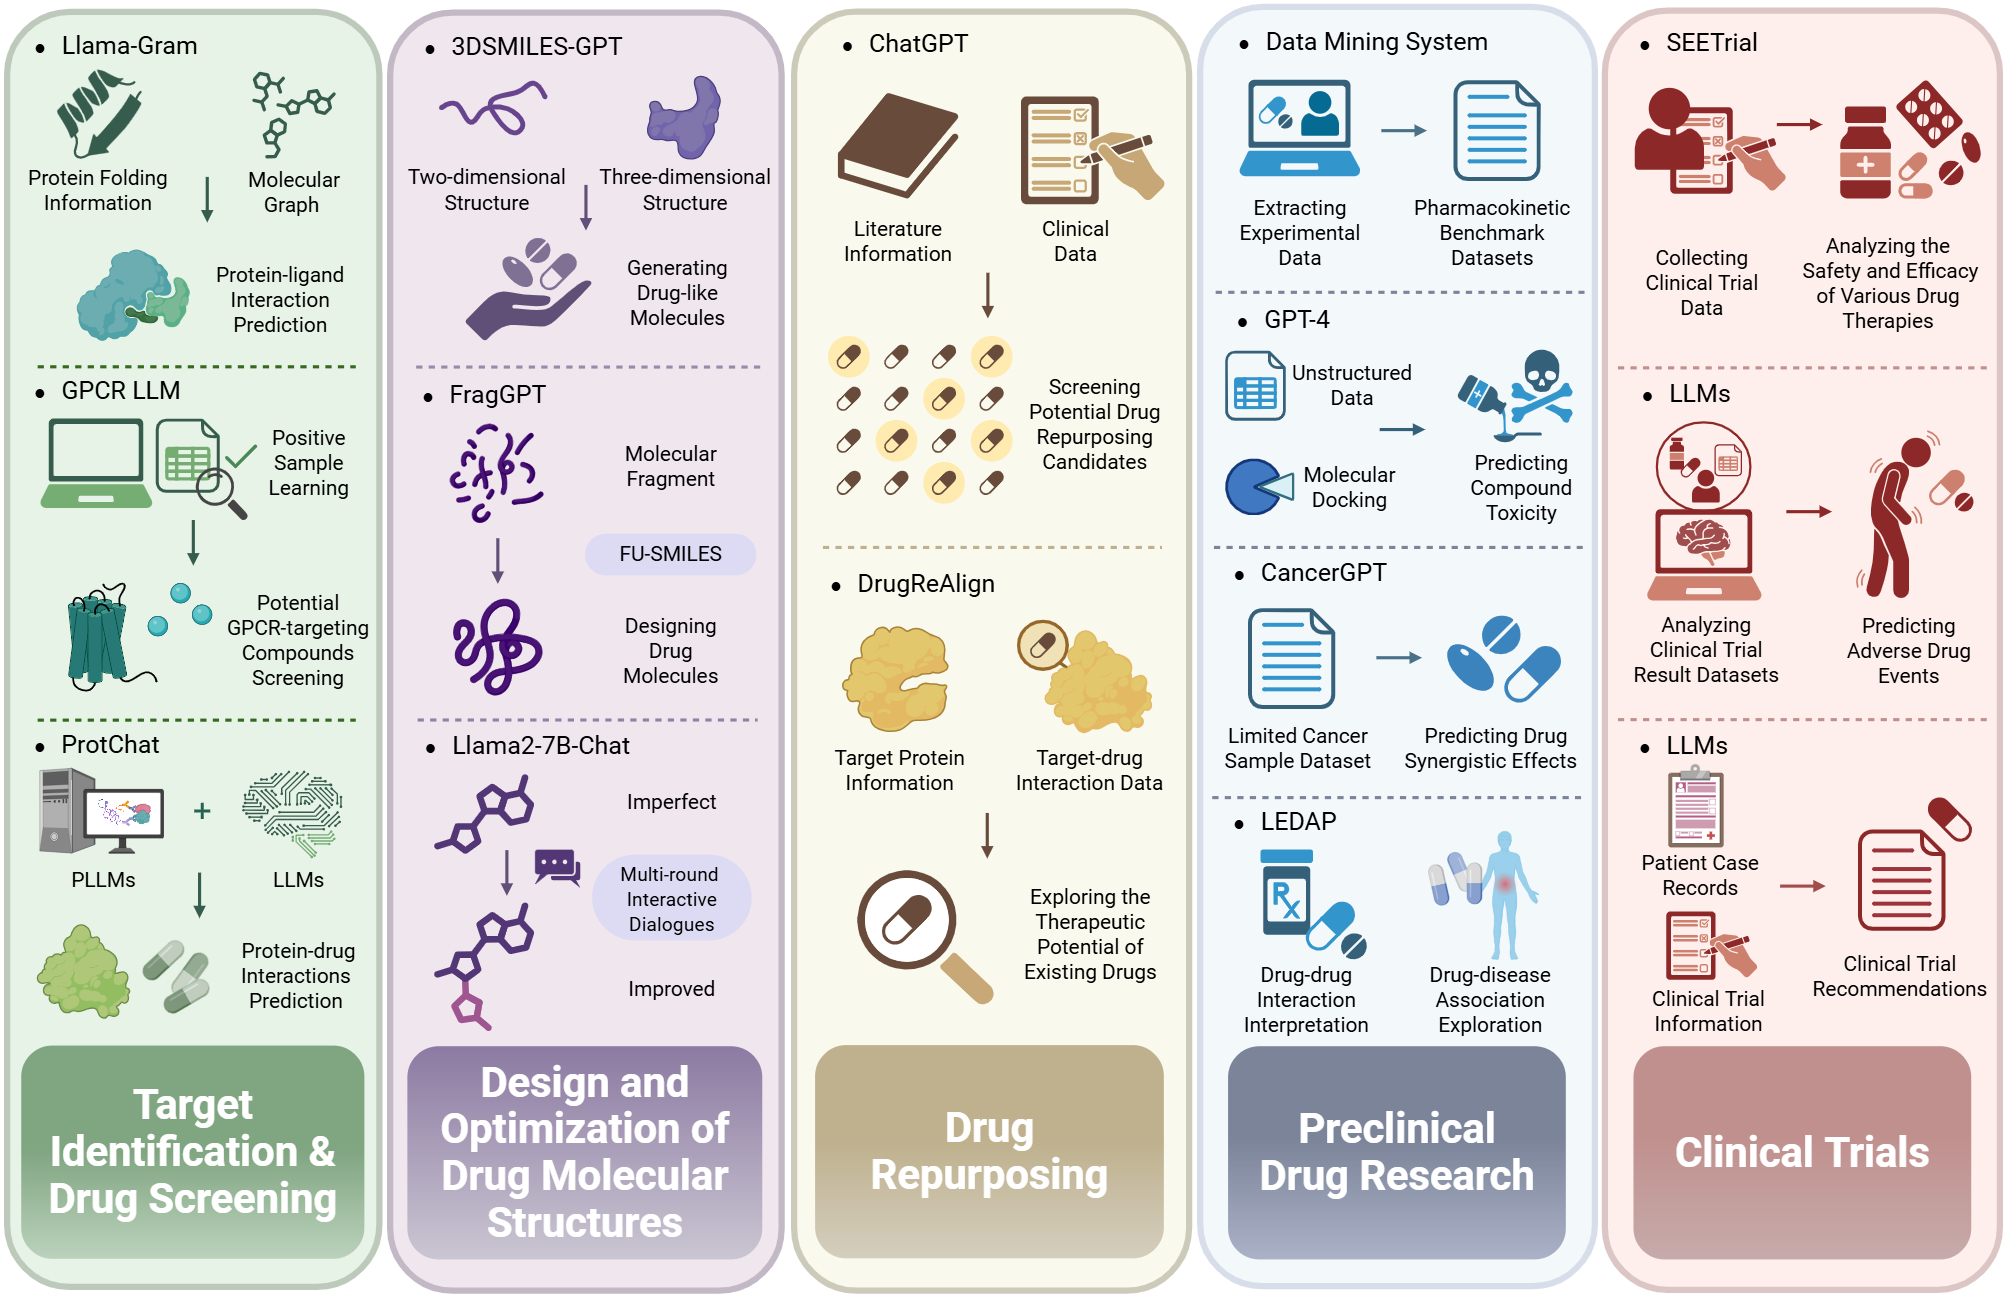 • Llama-Gram
Protein Folding
Information
Molecular
Graph
Protein-ligand
Interaction
Prediction
• GPCR LLM
Positive
Sample
Learning
Potential
GPCR-targeting
Compounds
Screening
• ProtChat
+
PLLMs
LLMs
Protein-drug
Interactions
Prediction
Target
Identification &
Drug Screening
• 3DSMILES-GPT
Two-dimensional
Structure
Three-dimensional
Structure
Generating
Drug-like
Molecules
• FragGPT
Molecular
Fragment
FU-SMILES
Designing
Drug
Molecules
• Llama2-7B-Chat
Imperfect
Multi-round
Interactive
Dialogues
Improved
Design and
Optimization of
Drug Molecular
Structures
• ChatGPT
Literature
Information
Clinical
Data
Screening
Potential Drug
Repurposing
Candidates
• DrugReAlign
Target Protein
Information
Target-drug
Interaction Data
Exploring the
Therapeutic
Potential of
Existing Drugs
Drug
Repurposing
• Data Mining System
Extracting
Experimental
Data
Pharmacokinetic
Benchmark
Datasets
• GPT-4
Unstructured
Data
Molecular
Docking
Predicting
Compound
Toxicity
• CancerGPT
Limited Cancer
Sample Dataset
Predicting Drug
Synergistic Effects
• LEDAP
Rx
Drug-drug
Interaction
Interpretation
Drug-disease
Association
Exploration
Preclinical
Drug Research
• SEETrial
Collecting
Clinical Trial
Data
Analyzing the
Safety and Efficacy
of Various Drug
Therapies
• LLMs
Analyzing
Clinical Trial
Result Datasets
Predicting
Adverse Drug
Events
• LLMs
Patient Case
Records
Clinical Trial
Information
Clinical Trial
Recommendations
Clinical Trials